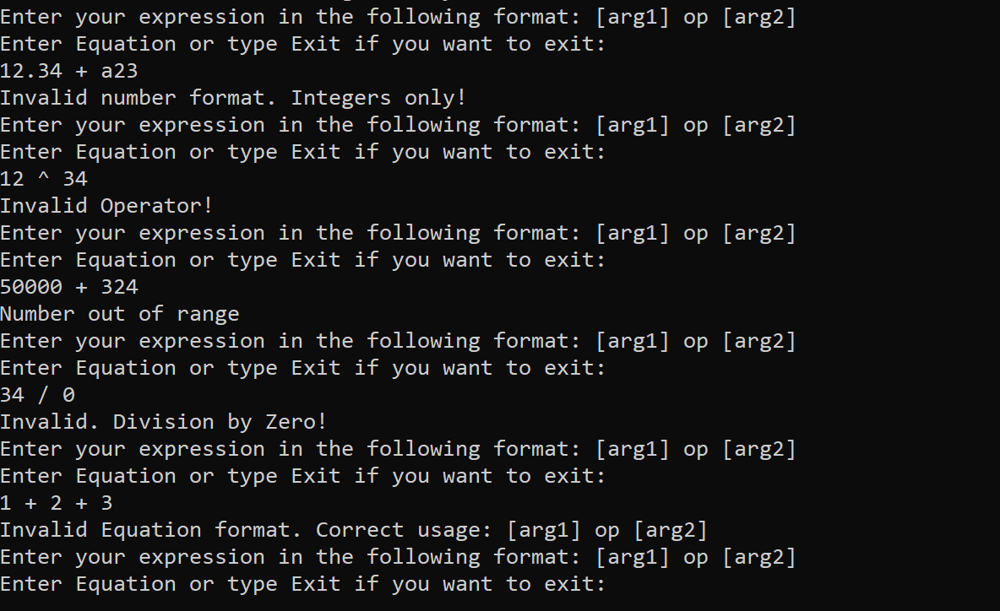 Enter your expression in the following format: [arg1] op [arg2]
Enter Equation or type Exit if you want to exit:
12.34 + a23
Invalid number format. Integers only!
Enter your expression in the following format: [arg1] op [arg2]
Enter Equation or type Exit if you want to exit:
12 ^ 34
Invalid Operator!
Enter your expression in the following format: [arg1] op [arg2]
Enter Equation or type Exit if you want to exit:
50000 + 324
Number out of range
Enter your expression in the following format: [arg1] op [arg2]
Enter Equation or type Exit if you want to exit:
34 / 0
Invalid. Division by Zero!
Enter your expression in the following format: [arg1] op [arg2]
Enter Equation or type Exit if you want to exit:
1 + 2 + 3
Invalid Equation format. Correct usage: [arg1] op [arg2]
Enter your expression in the following format: [arg1] op [arg2]
Enter Equation or type Exit if you want to exit: